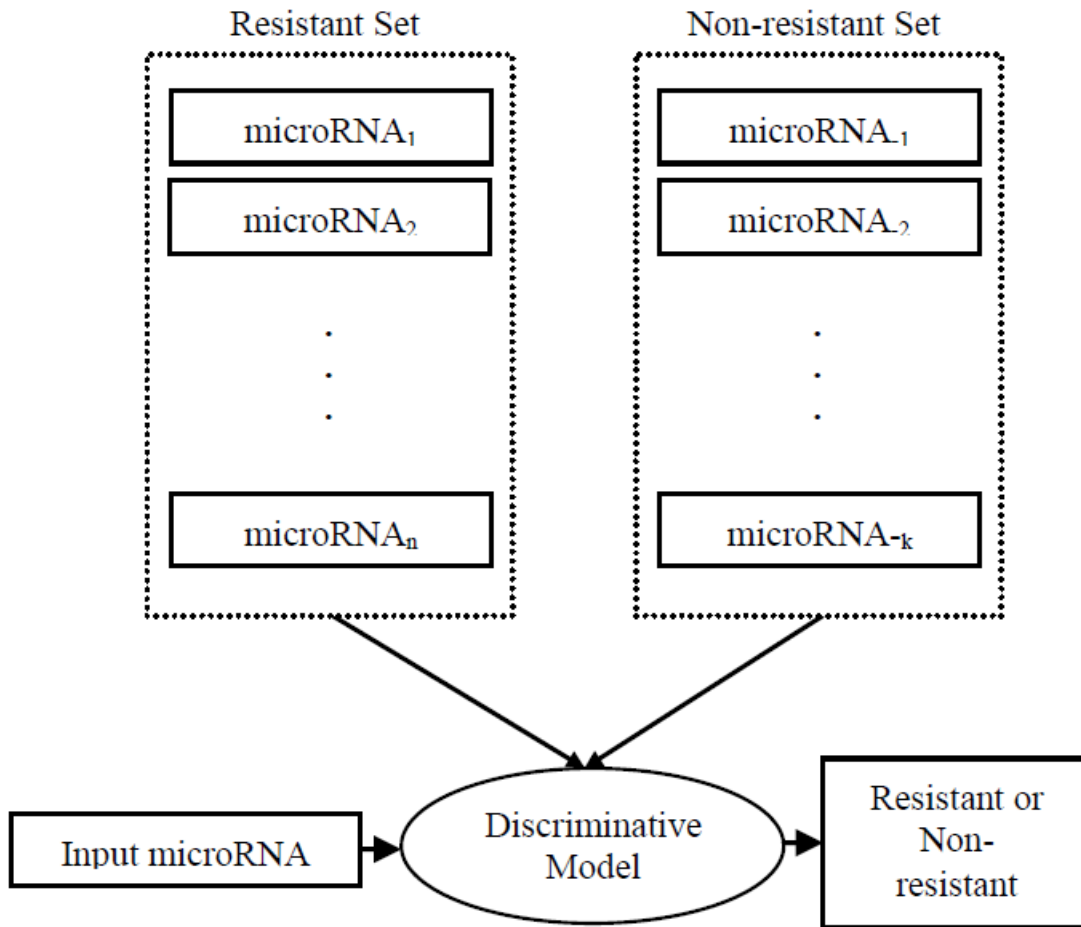 Resistant Set
Non-resistant Set
microRNA₁
microRNA₋₁
microRNA₂
microRNA₋₂
.
.
.
.
.
.
microRNAₙ
microRNA-ₖ
Input microRNA
Discriminative
Model
Resistant or
Non-
resistant